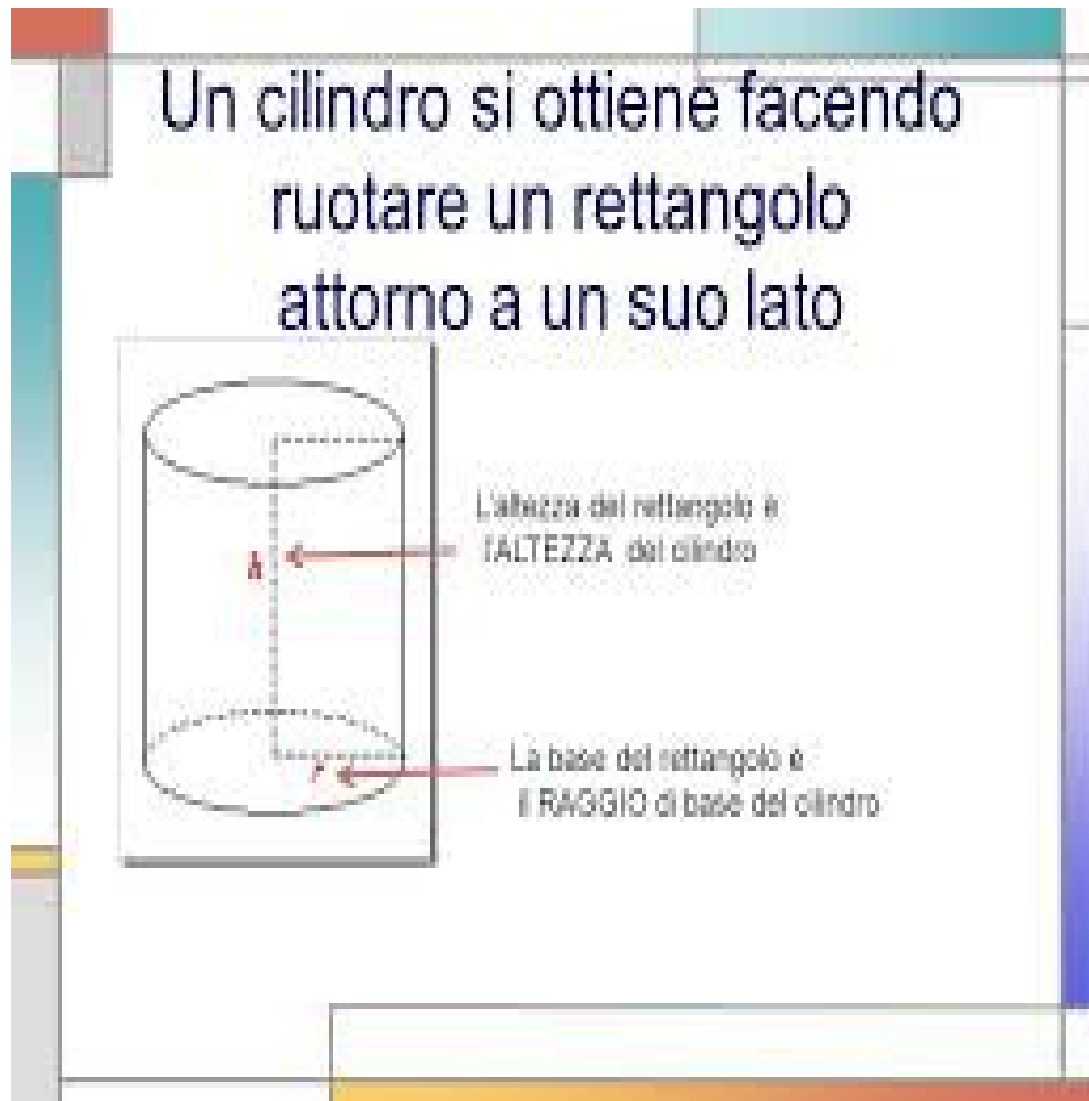 Un cilindro si ottiene facendo
ruotare un rettangolo
attorno a un suo lato
L'altezza del rettangolo è
l'ALTEZZA del cilindro
h
La base del rettangolo è
il RAGGIO di base del cilindro
r